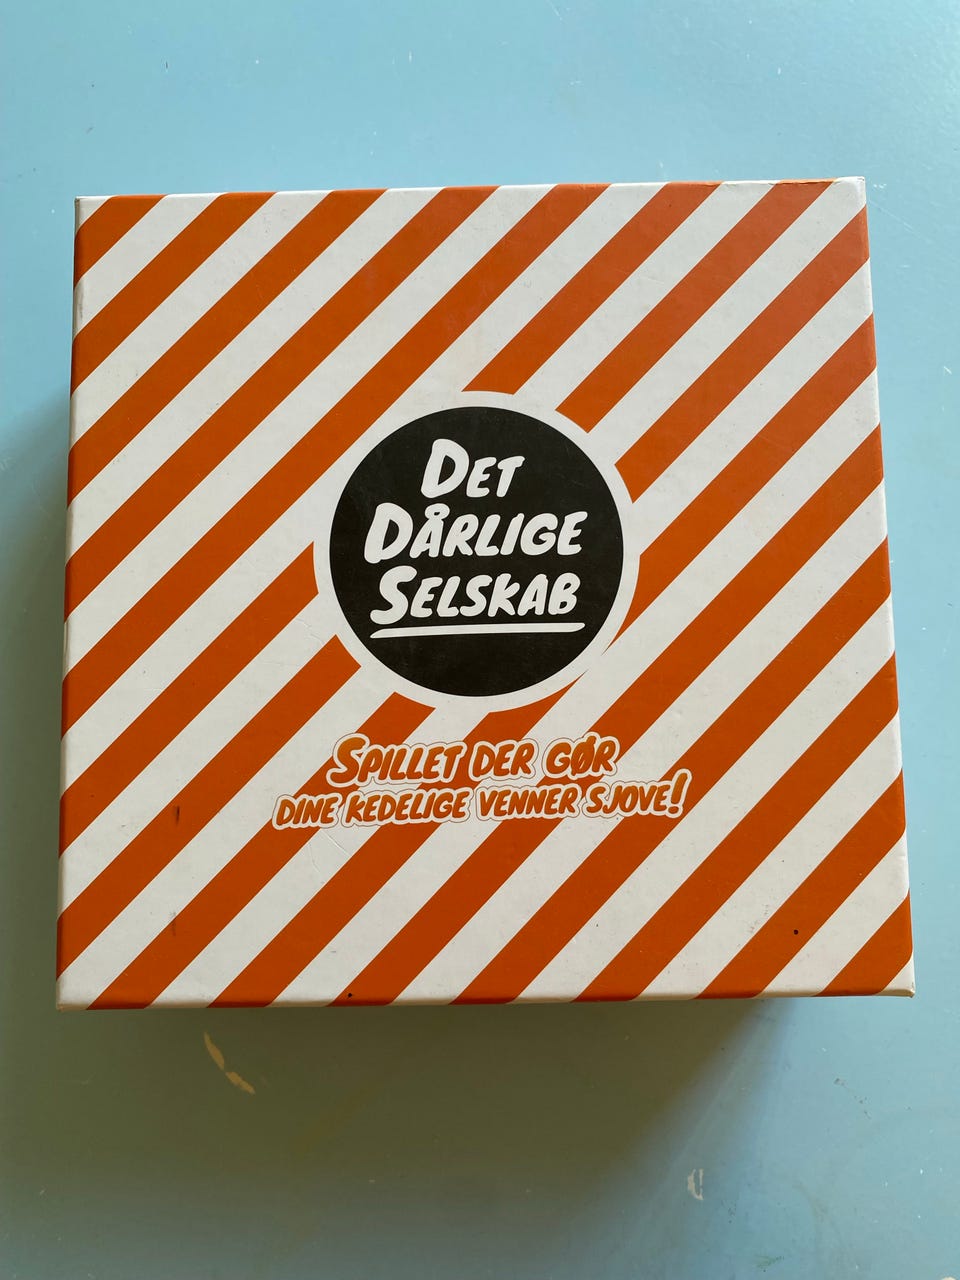 Det
Dårlige
Selskab
Spillet der gør
dine kedelige venner sjove!